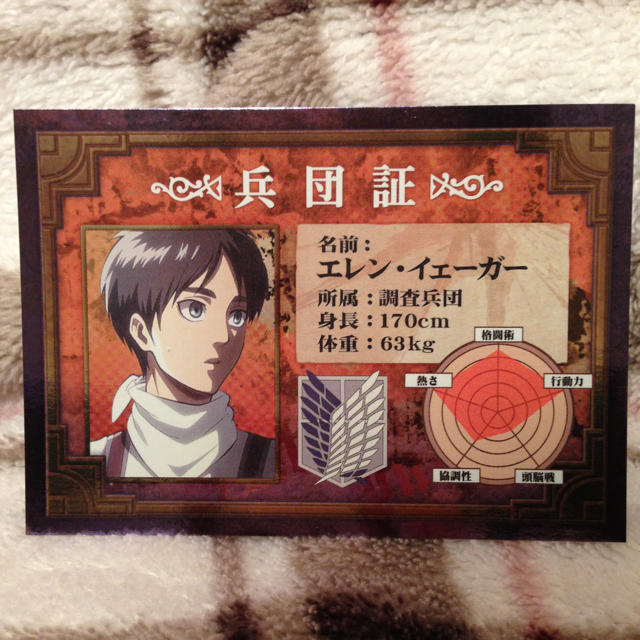 兵団証
名前：
エレン・イェーガー
所属：調査兵団
身長：170cm
体重：63kg
格闘術
熱さ
行動力
協調性
頭脳戦